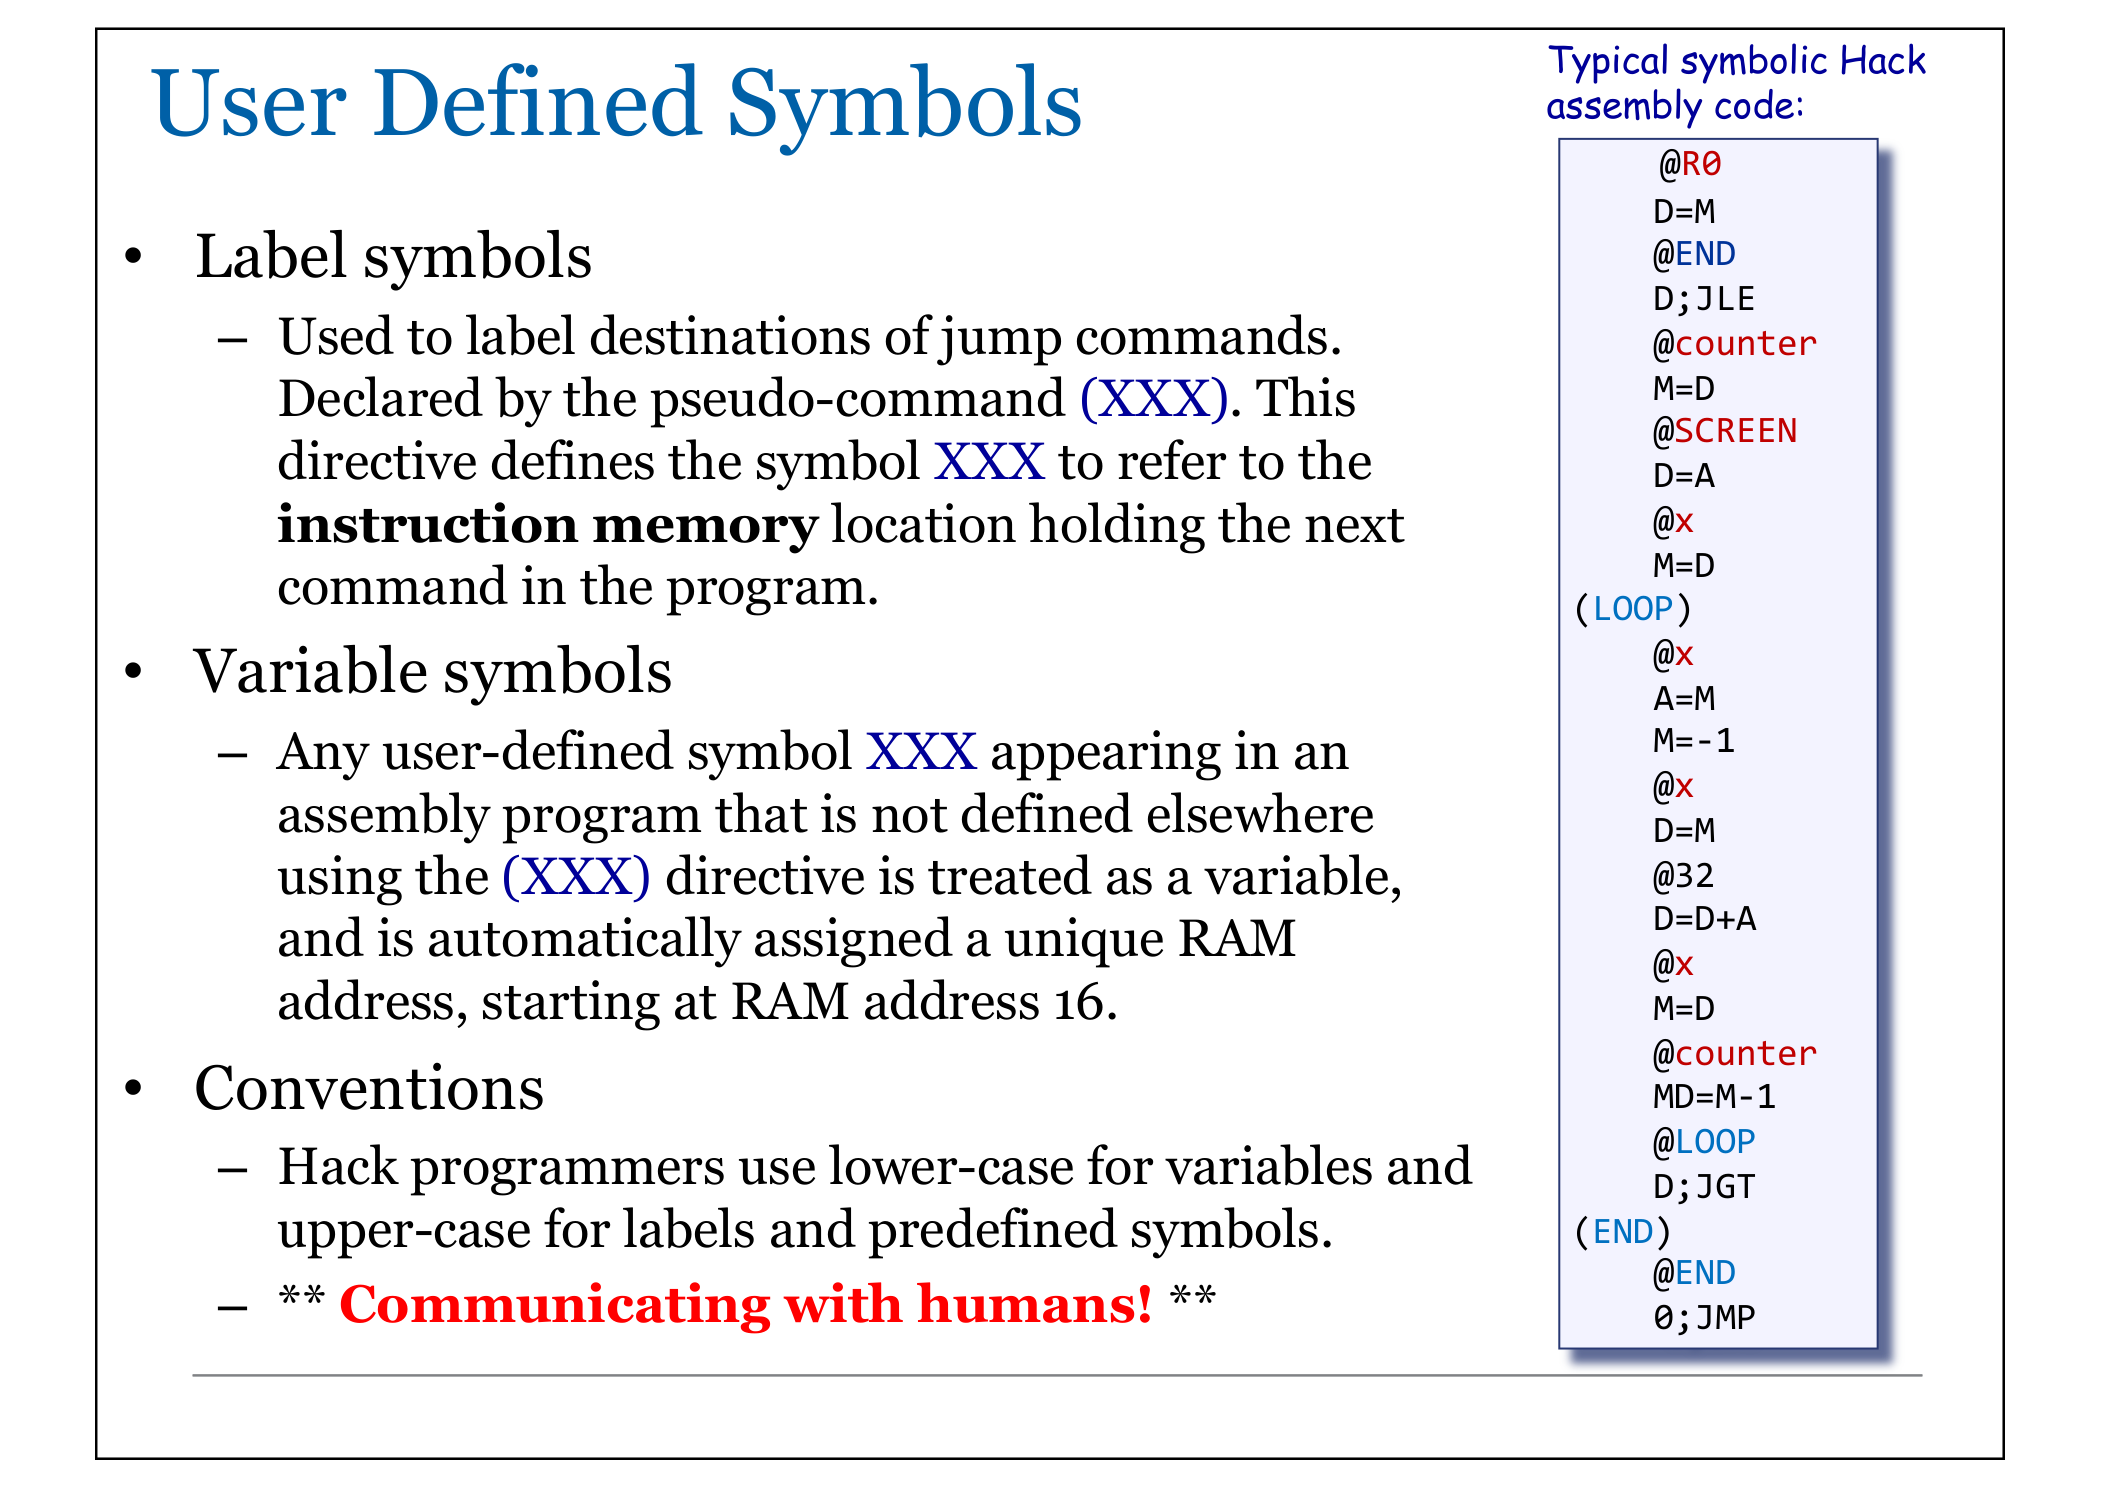 User Defined Symbols
• Label symbols
– Used to label destinations of jump commands.
Declared by the pseudo-command (XXX). This
directive defines the symbol XXX to refer to the
instruction memory location holding the next
command in the program.
• Variable symbols
– Any user-defined symbol XXX appearing in an
assembly program that is not defined elsewhere
using the (XXX) directive is treated as a variable,
and is automatically assigned a unique RAM
address, starting at RAM address 16.
• Conventions
– Hack programmers use lower-case for variables and
upper-case for labels and predefined symbols.
– ** Communicating with humans! **
Typical symbolic Hack
assembly code:
@R0
D=M
@END
D;JLE
@counter
M=D
@SCREEN
D=A
@x
M=D
(LOOP)
@x
A=M
M=-1
@x
D=M
@32
D=D+A
@x
M=D
@counter
MD=M-1
@LOOP
D;JGT
(END)
@END
0;JMP